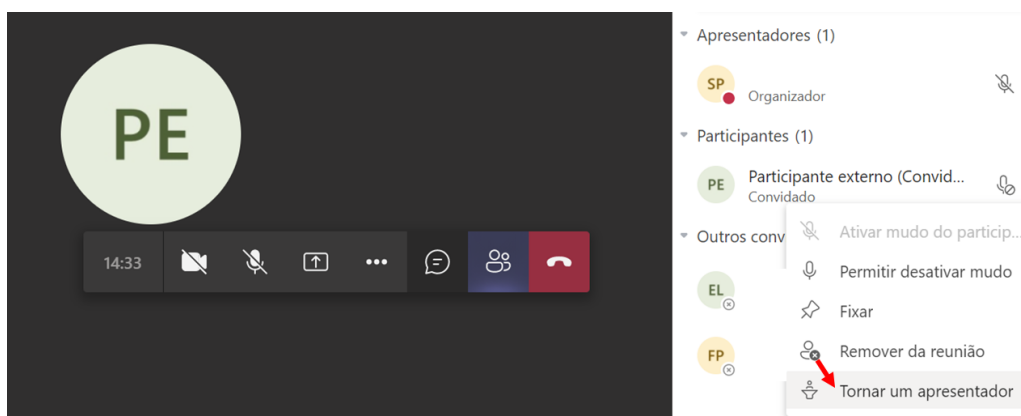 PE
14:33
Apresentadores (1)
SP
Organizador
Participantes (1)
PE
Participante externo (Convid...
Convidado
Outros conv
EL
FP
Ativar mudo do particip...
Permitir desativar mudo
Fixar
Remover da reunião
Tornar um apresentador